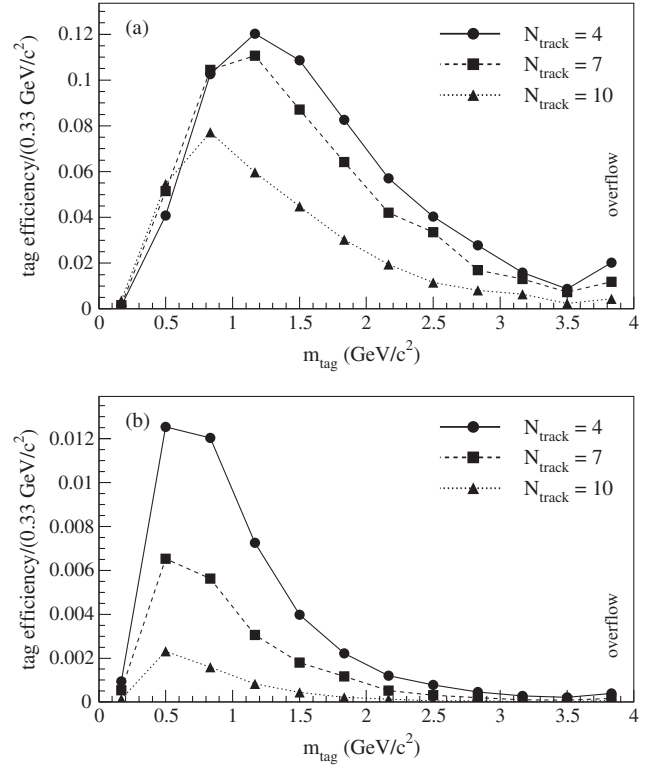 (a)
N_track = 4
N_track = 7
N_track = 10
tag efficiency/(0.33 GeV/c²)
0.12
0.1
0.08
0.06
0.04
0.02
0
overflow
0 0.5 1 1.5 2 2.5 3 3.5 4
m_tag (GeV/c²)
(b)
N_track = 4
N_track = 7
N_track = 10
tag efficiency/(0.33 GeV/c²)
0.012
0.01
0.008
0.006
0.004
0.002
0
overflow
0 0.5 1 1.5 2 2.5 3 3.5 4
m_tag (GeV/c²)